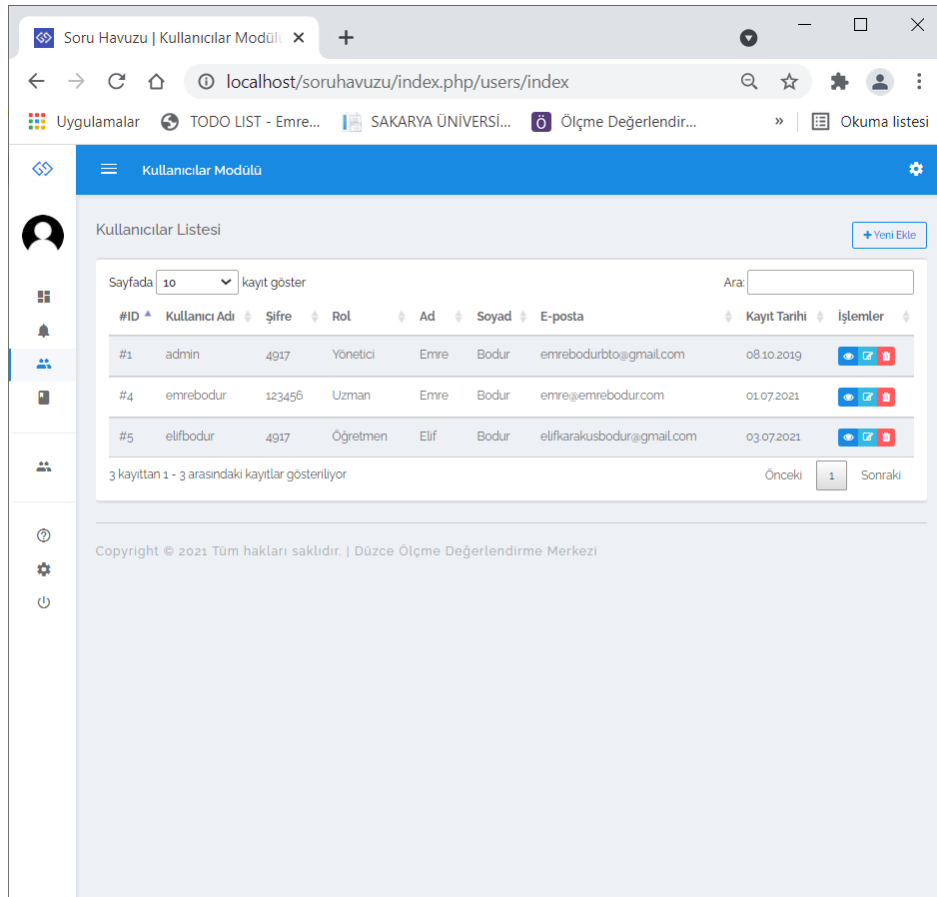 Soru Havuzu | Kullanıcılar Modülü
localhost/soruhavuzu/index.php/users/index
Uygulamalar TODO LIST - Emre... SAKARYA ÜNİVERSİ... ö Ölçme Değerlendir... » Okuma listesi
Kullanıcılar Modülü
Kullanıcılar Listesi
+ Yeni Ekle
Sayfada 10 kayıt göster Ara:
#ID Kullanıcı Adı Şifre Rol Ad Soyad E-posta Kayıt Tarihi İşlemler
#1 admin 4917 Yönetici Emre Bodur emrebodurbto@gmail.com 08.10.2019
#4 emrebodur 123456 Uzman Emre Bodur emre@emrebodur.com 01.07.2021
#5 elifbodur 4917 Öğretmen Elif Bodur elifkarakusbodur@gmail.com 03.07.2021
3 kayıttan 1 - 3 arasındaki kayıtlar gösteriliyor Önceki 1 Sonraki
Copyright © 2021 Tüm hakları saklıdır. | Düzce Ölçme Değerlendirme Merkezi